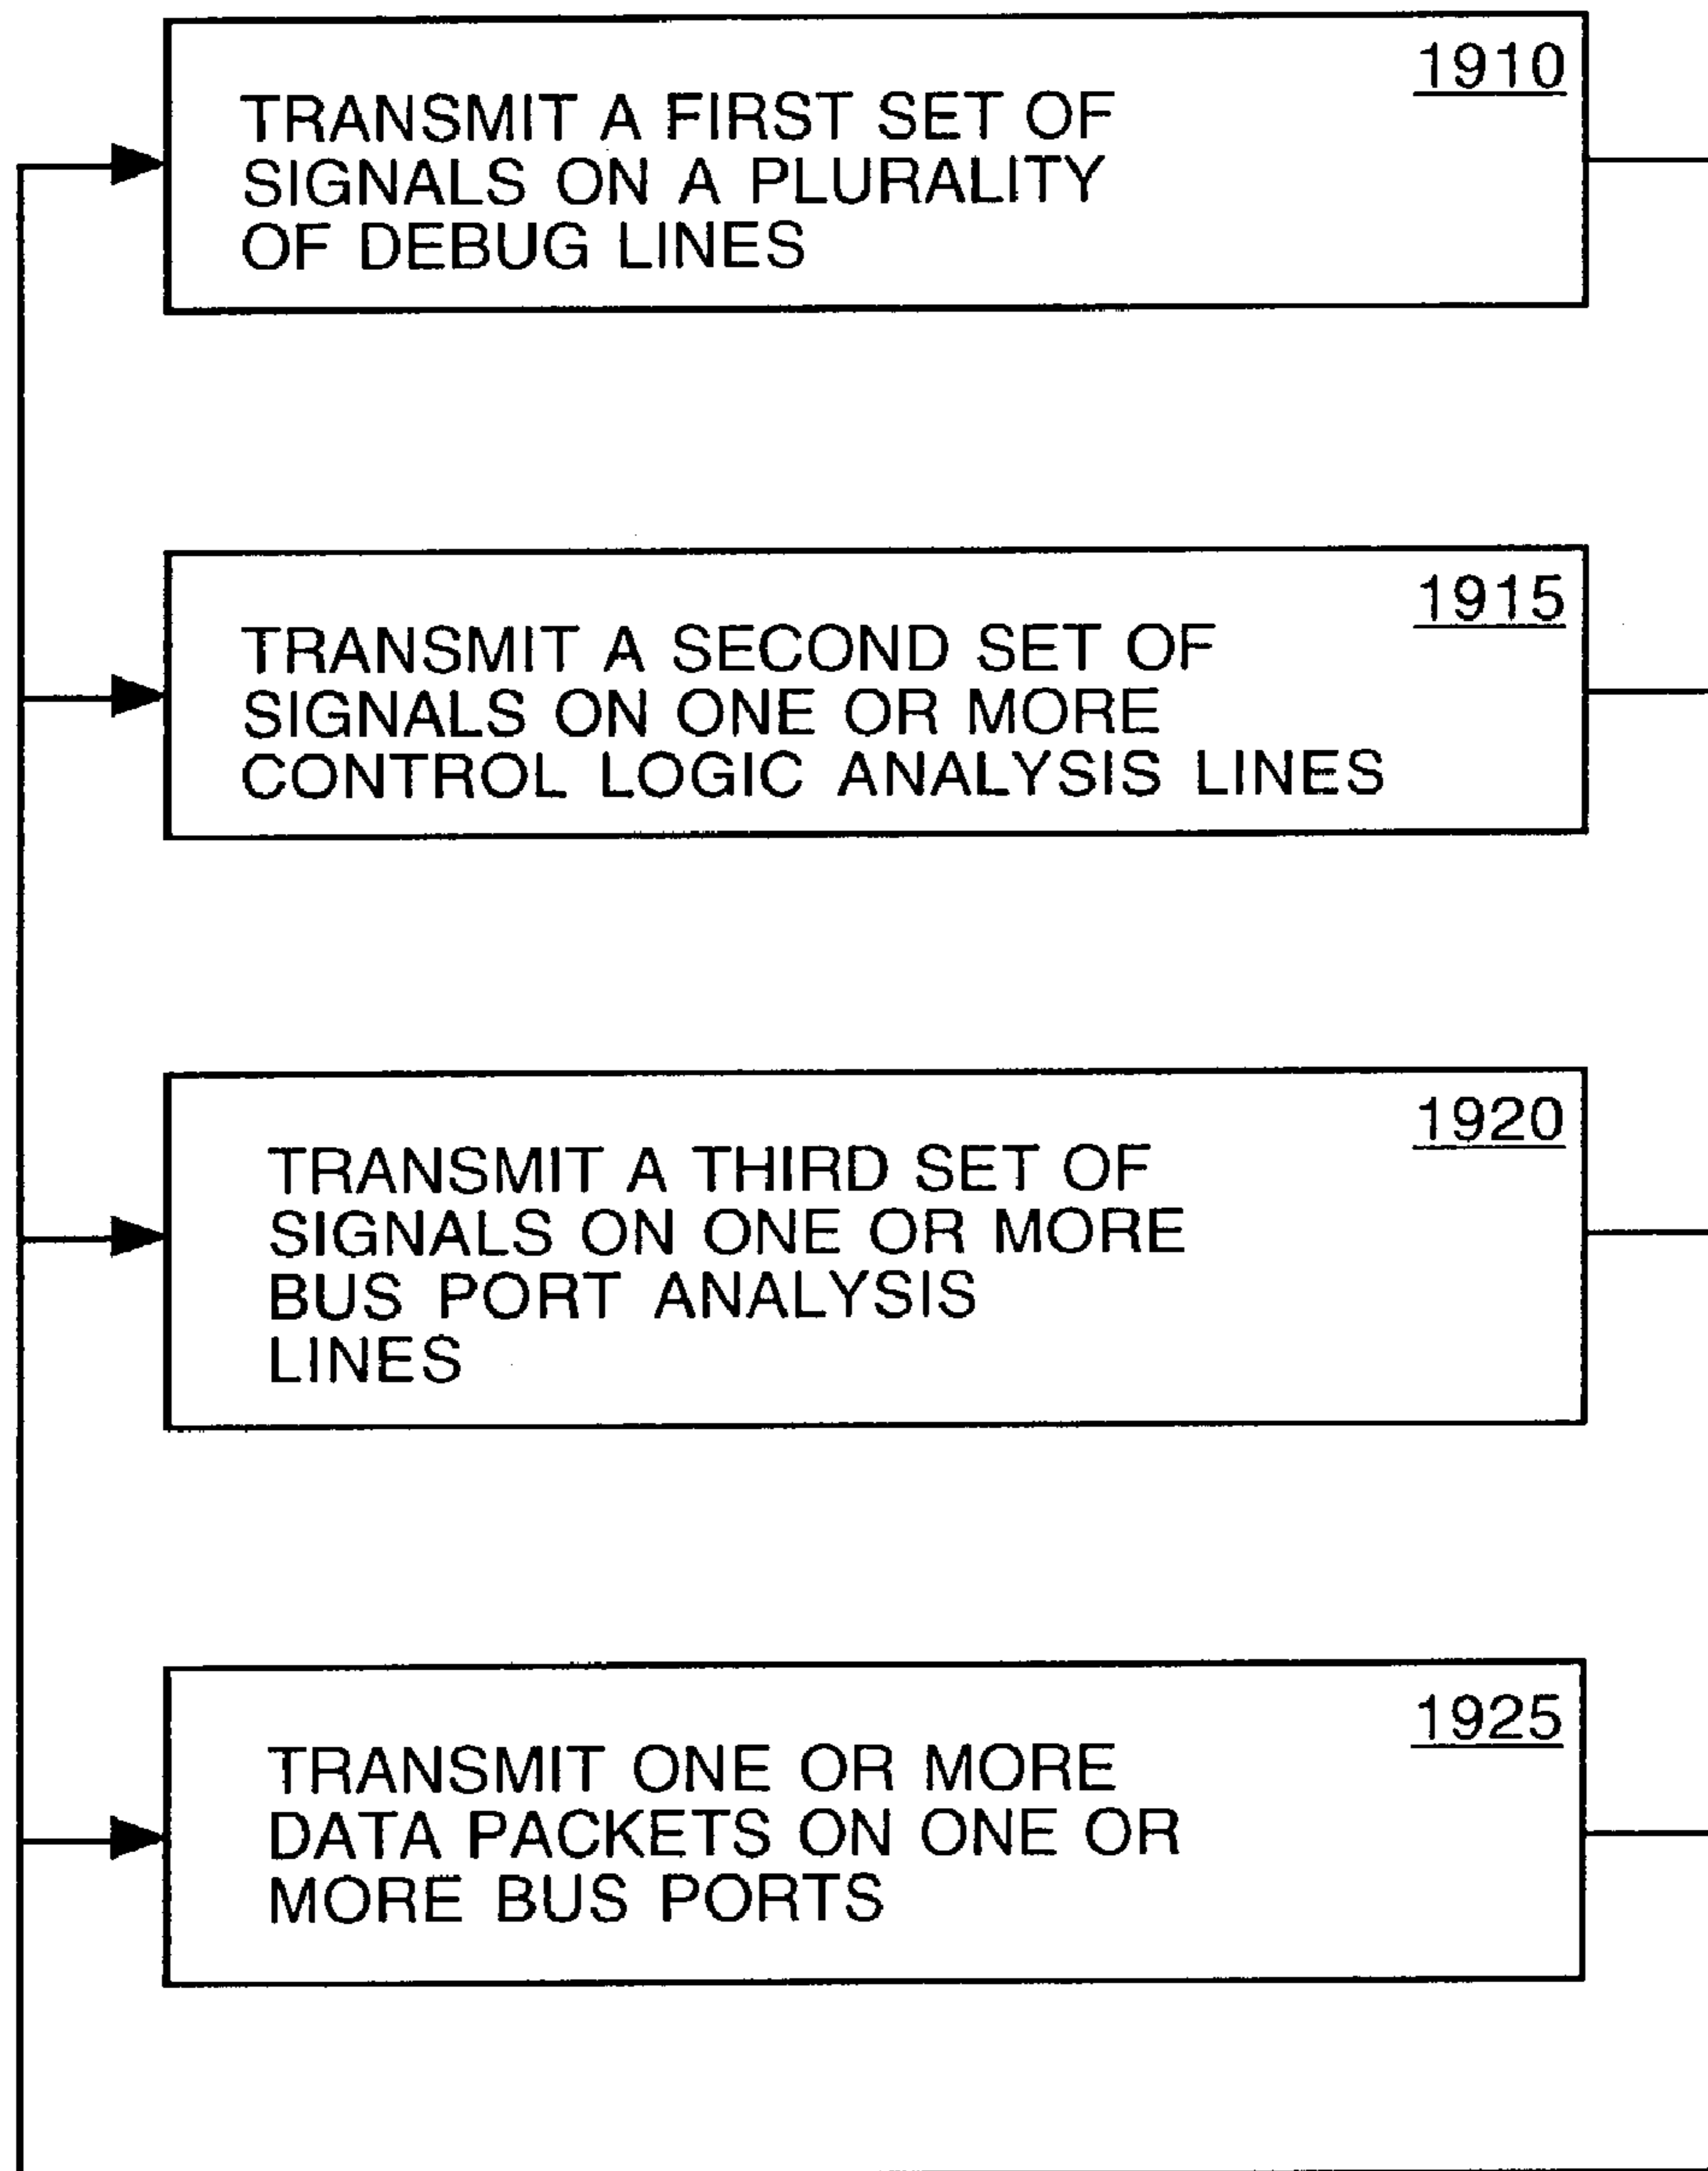 1910
TRANSMIT A FIRST SET OF
SIGNALS ON A PLURALITY
OF DEBUG LINES
1915
TRANSMIT A SECOND SET OF
SIGNALS ON ONE OR MORE
CONTROL LOGIC ANALYSIS LINES
1920
TRANSMIT A THIRD SET OF
SIGNALS ON ONE OR MORE
BUS PORT ANALYSIS
LINES
1925
TRANSMIT ONE OR MORE
DATA PACKETS ON ONE OR
MORE BUS PORTS